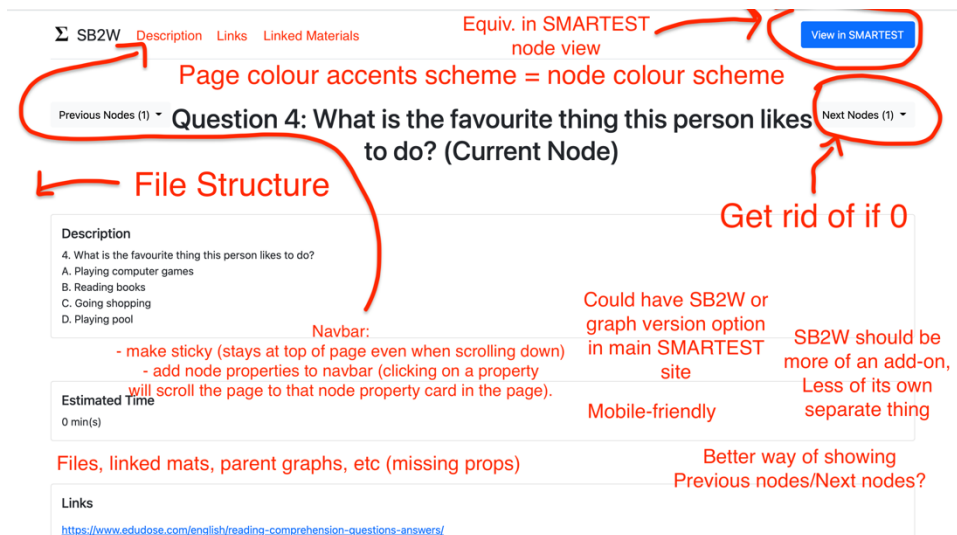 Σ SB2W Description Links Linked Materials
Equiv. in SMARTEST
node view
View in SMARTEST
Page colour accents scheme = node colour scheme
Previous Nodes (1)
Question 4: What is the favourite thing this person likes
to do? (Current Node)
Next Nodes (1)
File Structure
Get rid of if 0
Description
4. What is the favourite thing this person likes to do?
A. Playing computer games
B. Reading books
C. Going shopping
D. Playing pool
Navbar:
- make sticky (stays at top of page even when scrolling down)
- add node properties to navbar (clicking on a property
will scroll the page to that node property card in the page).
Could have SB2W or
graph version option
in main SMARTEST
site
SB2W should be
more of an add-on,
Less of its own
separate thing
Estimated Time
0 min(s)
Mobile-friendly
Files, linked mats, parent graphs, etc (missing props)
Better way of showing
Previous nodes/Next nodes?
Links
https://www.edudose.com/english/reading-comprehension-questions-answers/